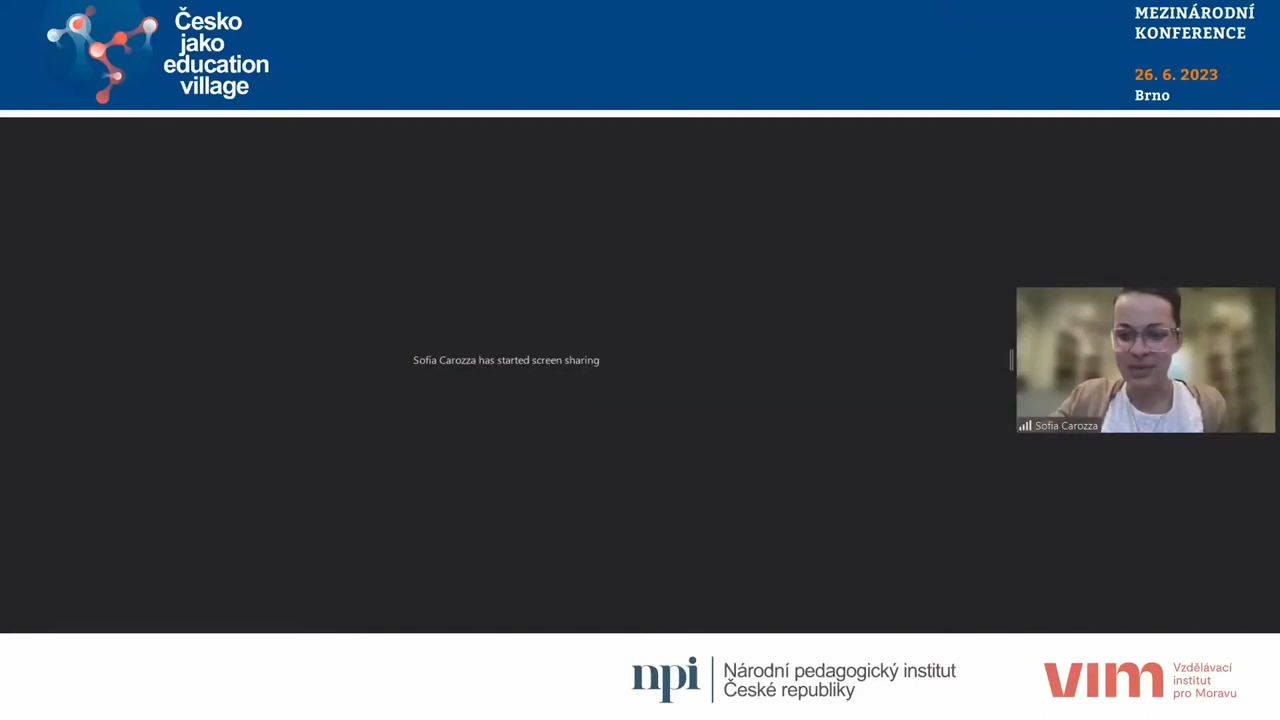 Česko
jako
education
village
MEZINÁRODNÍ
KONFERENCE
26. 6. 2023
Brno
Sofia Carozza has started screen sharing
Sofia Carozza
npi
Národní pedagogický institut
České republiky
vim
Vzdělávací
institut
pro Moravu